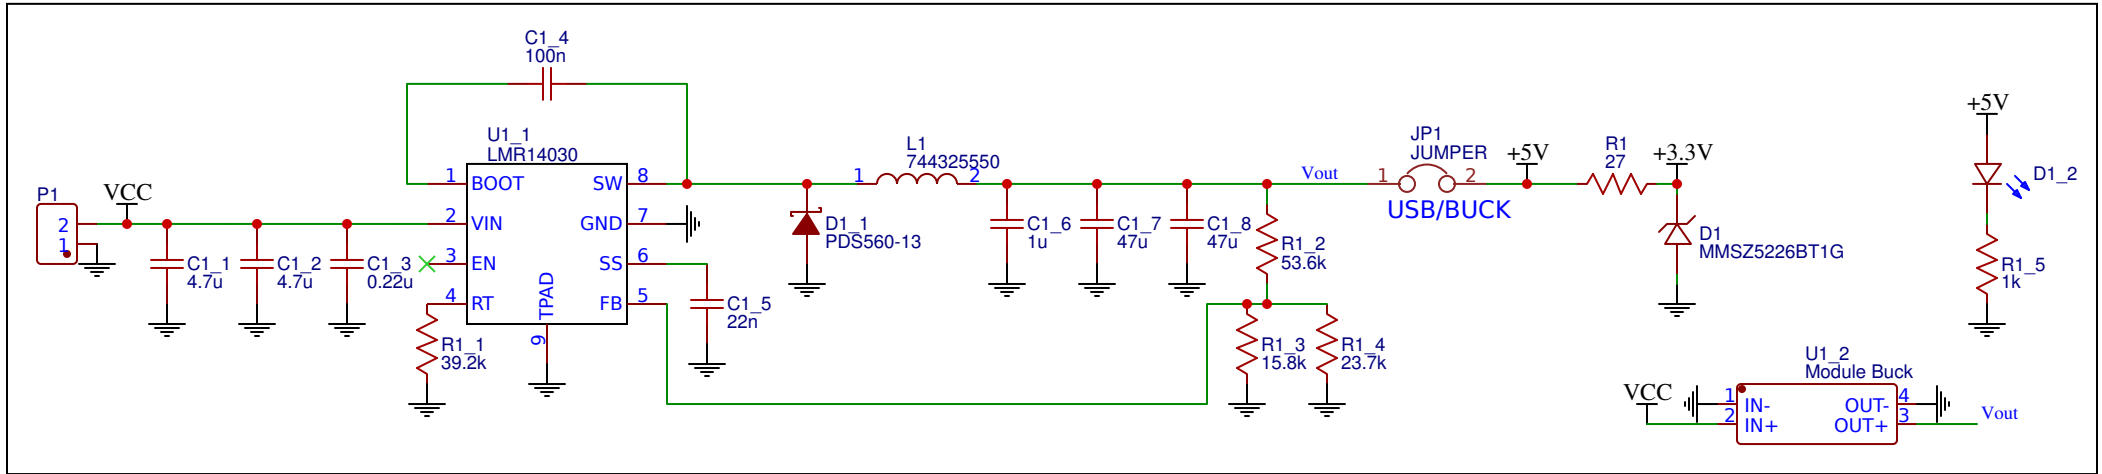 C1_4
100n
U1_1
LMR14030
1 BOOT
SW 8
2 VIN
GND 7
3 EN
SS 6
4 RT
FB 5
TPAD
9
P1
2
1
VCC
C1_1
4.7u
C1_2
4.7u
C1_3
0.22u
R1_1
39.2k
C1_5
22n
D1_1
PDS560-13
L1
744325550
1 2
C1_6
1u
C1_7
47u
C1_8
47u
R1_2
53.6k
R1_3
15.8k
R1_4
23.7k
Vout
JP1
JUMPER
1 2
USB/BUCK
+5V
R1
27
+3.3V
D1
MMSZ5226BT1G
+5V
D1_2
R1_5
1k
U1_2
Module Buck
VCC
1 IN-
2 IN+
OUT- 4
OUT+ 3
Vout